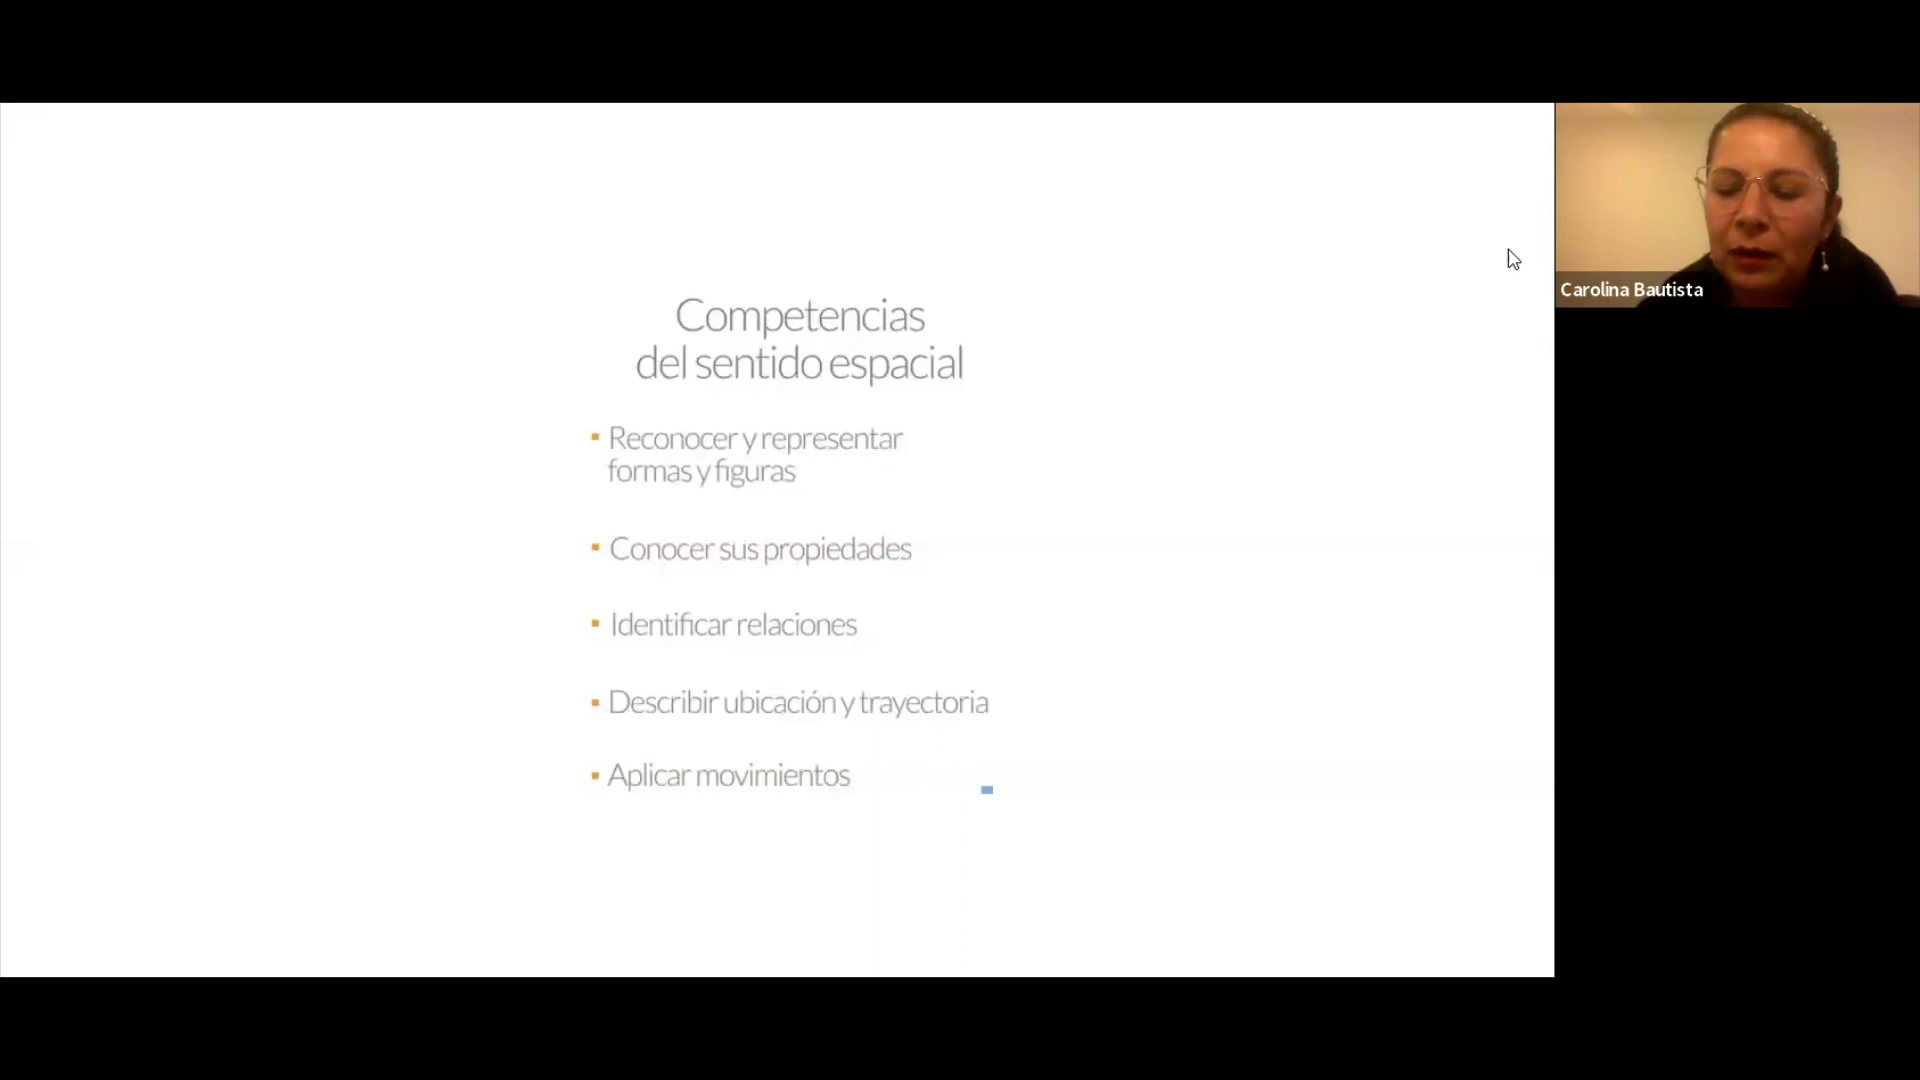 Competencias
del sentido espacial
Reconocer y representar
formas y figuras
Conocer sus propiedades
Identificar relaciones
Describir ubicación y trayectoria
Aplicar movimientos
Carolina Bautista